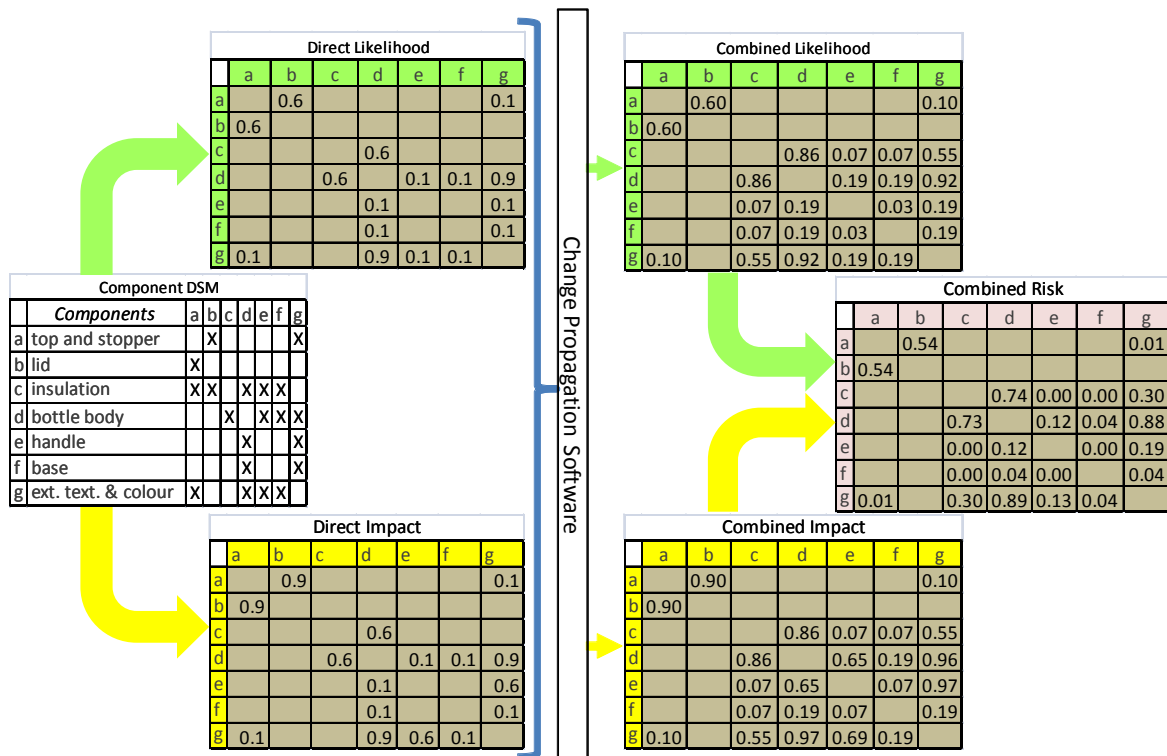 Direct Likelihood
a b c d e f g
a 0.6 0.1
b 0.6
c 0.6
d 0.6 0.1 0.1 0.9
e 0.1 0.1
f 0.1 0.1
g 0.1 0.9 0.1 0.1
Component DSM
Components a b c d e f g
a top and stopper X X
b lid X
c insulation X X X X X
d bottle body X X X X
e handle X X
f base X X
g ext. text. & colour X X X X
Direct Impact
a b c d e f g
a 0.9 0.1
b 0.9
c 0.6
d 0.6 0.1 0.1 0.9
e 0.1 0.6
f 0.1 0.1
g 0.1 0.9 0.6 0.1
Change Propagation Software
Combined Likelihood
a b c d e f g
a 0.60 0.10
b 0.60
c 0.86 0.07 0.07 0.55
d 0.86 0.19 0.19 0.92
e 0.07 0.19 0.03 0.19
f 0.07 0.19 0.03 0.19
g 0.10 0.55 0.92 0.19 0.19
Combined Risk
a b c d e f g
a 0.54 0.01
b 0.54
c 0.74 0.00 0.00 0.30
d 0.73 0.12 0.04 0.88
e 0.00 0.12 0.00 0.19
f 0.00 0.04 0.00 0.04
g 0.01 0.30 0.89 0.13 0.04
Combined Impact
a b c d e f g
a 0.90 0.10
b 0.90
c 0.86 0.07 0.07 0.55
d 0.86 0.65 0.19 0.96
e 0.07 0.65 0.07 0.97
f 0.07 0.19 0.07 0.19
g 0.10 0.55 0.97 0.69 0.19